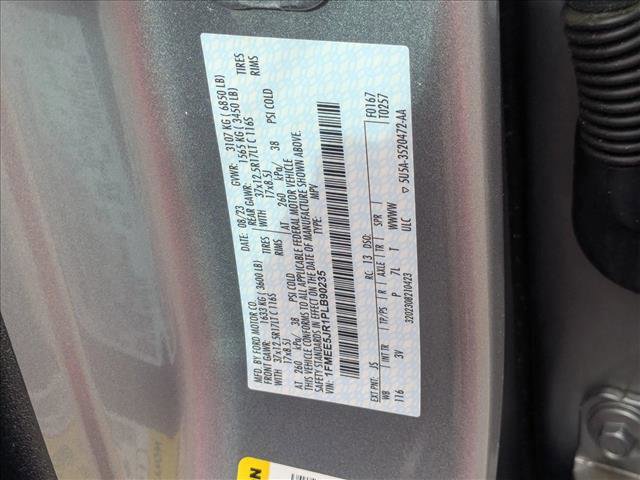 MFD. BY FORD MOTOR CO.
DATE: 08/23 GVWR: 3107 KG ( 6850 LB)
FRONT GAWR: 1633 KG ( 3600 LB) REAR GAWR: 1565 KG ( 3450 LB)
37x12.5R17LT C 116S TIRES 37x12.5R17LT C 116S TIRES
WITH 17x8.5J RIMS WITH 17x8.5J RIMS
AT 260 kPa/ 38 PSI COLD AT 260 kPa/ 38 PSI COLD
THIS VEHICLE CONFORMS TO ALL APPLICABLE FEDERAL MOTOR VEHICLE
SAFETY STANDARDS IN EFFECT ON THE DATE OF MANUFACTURE SHOWN ABOVE.
VIN: 1FMEE5JR1PLB90235 TYPE: MPV
F0167
T0257
EXT PNT: JS RC: 13 DSO:
WB INT TR TP/PS R AXLE TR SPR
116 3V P 7L T WWWW
3202308210423 ULC
5U5A-3520472-AA